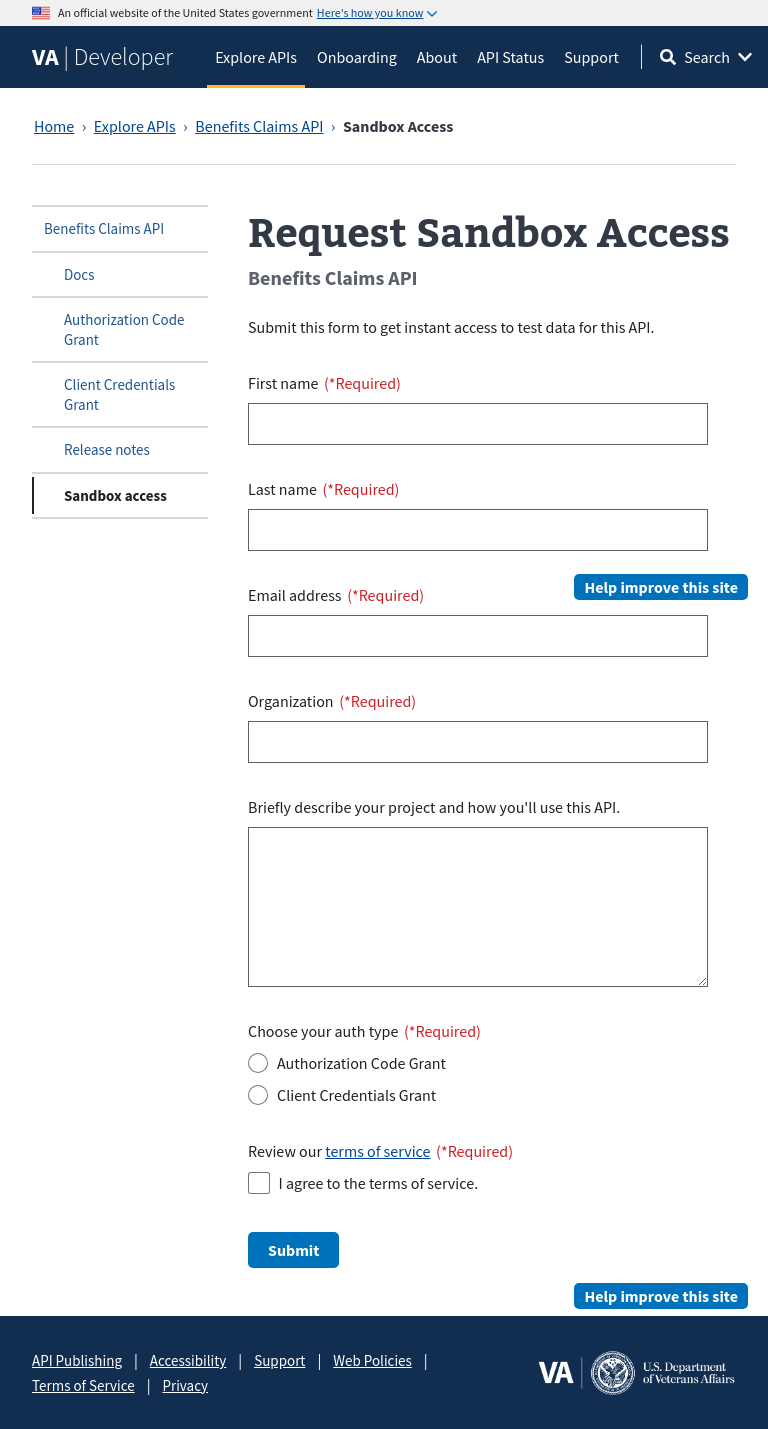 An official website of the United States government Here's how you know
VA | Developer
Explore APIs Onboarding About API Status Support Search
Home › Explore APIs › Benefits Claims API › Sandbox Access
Benefits Claims API
Docs
Authorization Code
Grant
Client Credentials
Grant
Release notes
Sandbox access
Request Sandbox Access
Benefits Claims API
Submit this form to get instant access to test data for this API.
First name (*Required)
Last name (*Required)
Help improve this site
Email address (*Required)
Organization (*Required)
Briefly describe your project and how you'll use this API.
Choose your auth type (*Required)
Authorization Code Grant
Client Credentials Grant
Review our terms of service (*Required)
I agree to the terms of service.
Submit
Help improve this site
API Publishing | Accessibility | Support | Web Policies |
Terms of Service | Privacy
VA
U.S. Department
of Veterans Affairs